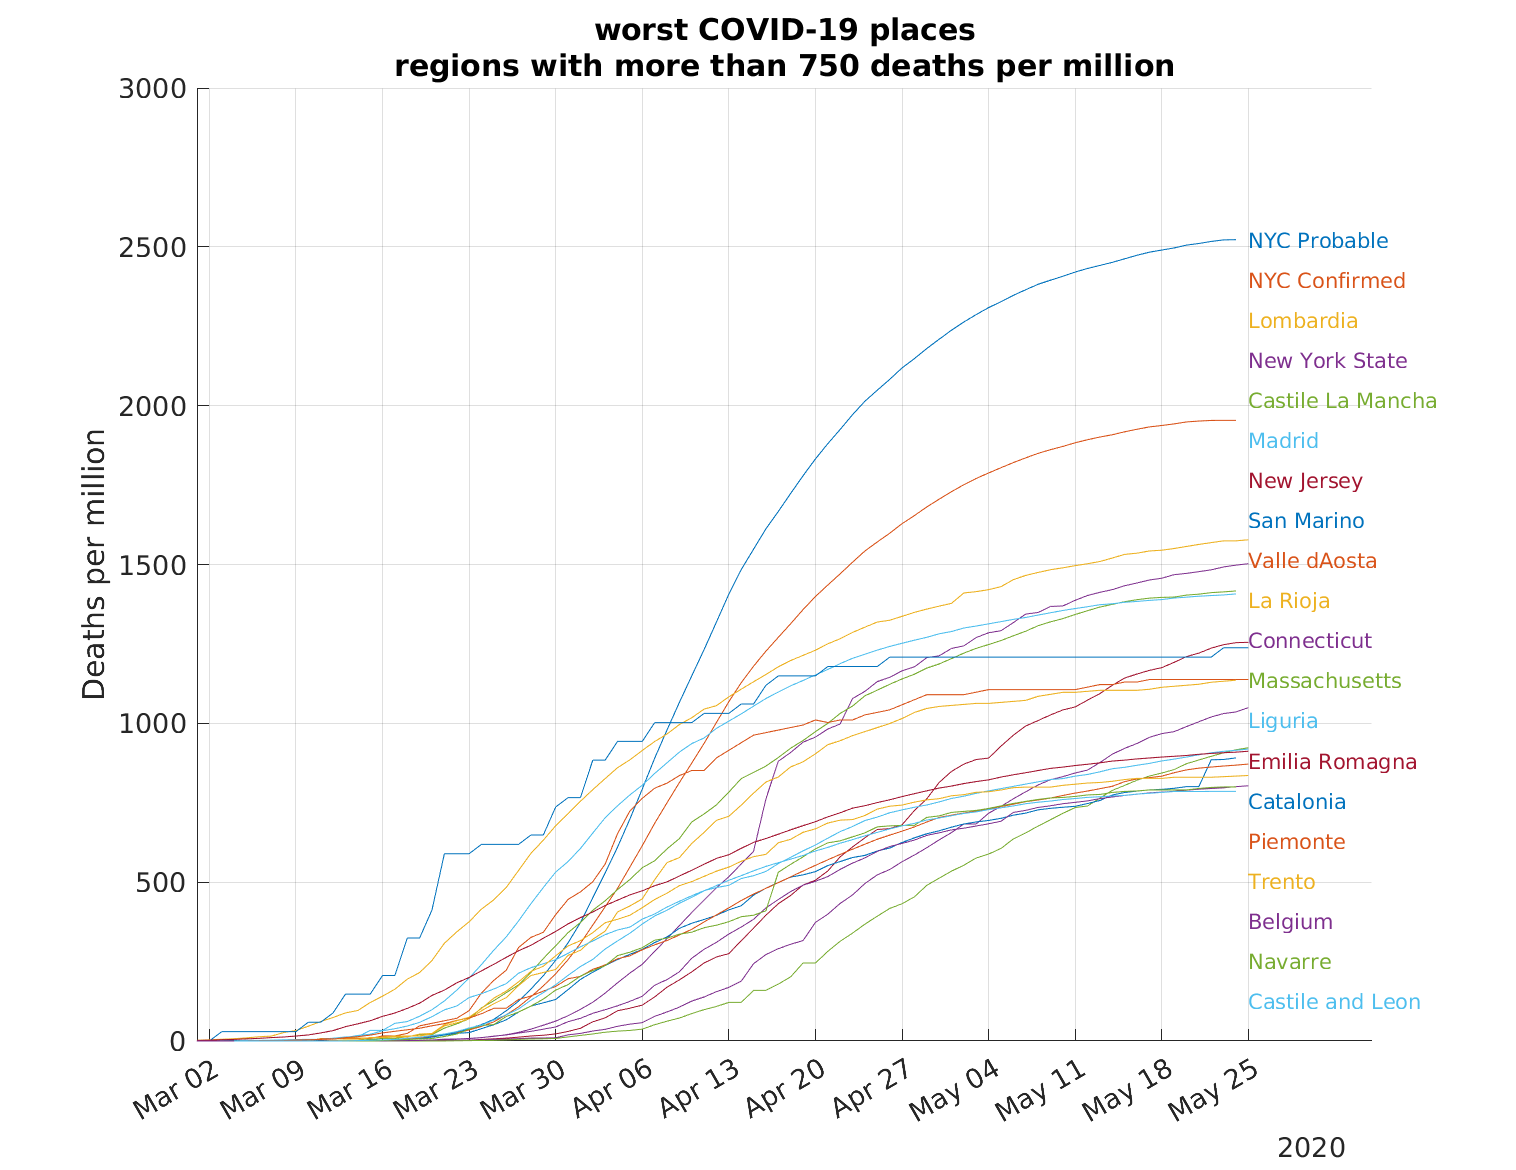 worst COVID-19 places
regions with more than 750 deaths per million
Deaths per million
3000
2500
2000
1500
1000
500
0
NYC Probable
NYC Confirmed
Lombardia
New York State
Castile La Mancha
Madrid
New Jersey
San Marino
Valle dAosta
La Rioja
Connecticut
Massachusetts
Liguria
Emilia Romagna
Catalonia
Piemonte
Trento
Belgium
Navarre
Castile and Leon
Mar 02 Mar 09 Mar 16 Mar 23 Mar 30 Apr 06 Apr 13 Apr 20 Apr 27 May 04 May 11 May 18 May 25
2020